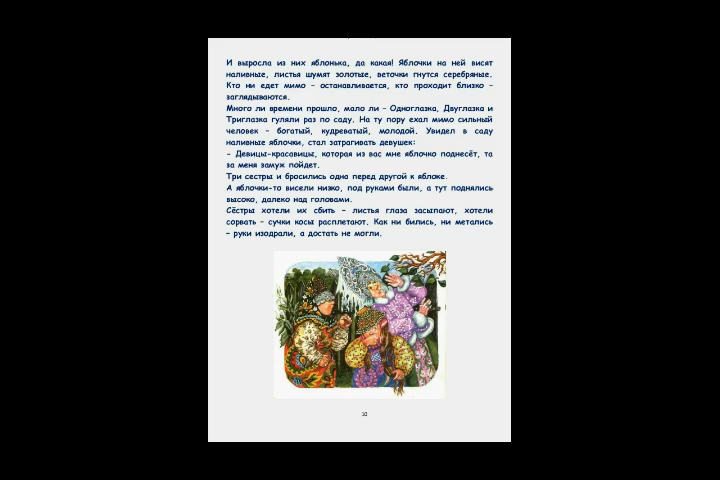 И выросла из них яблонька, да какая! Яблочки на ней висят
наливные, листья шумят золотые, веточки гнутся серебряные.
Кто ни едет мимо – останавливается, кто проходит близко –
заглядываются.
Много ли времени прошло, мало ли – Одноглазка, Двуглазка и
Триглазка гуляли раз по саду. На ту пору ехал мимо сильный
человек – богатый, кудреватый, молодой. Увидел в саду
наливные яблочки, стал затрагивать девушек:
- Девицы-красавицы, которая из вас мне яблочко поднесёт, та
за меня замуж пойдет.
Три сестры и бросились одна перед другой к яблоне.
А яблочки-то висели низко, под руками были, а тут поднялись
высоко, далеко над головами.
Сёстры хотели их сбить – листья глаза засыпают, хотели
сорвать – сучки косы расплетают. Как ни бились, ни метались
– руки изодрали, а достать не могли.
10